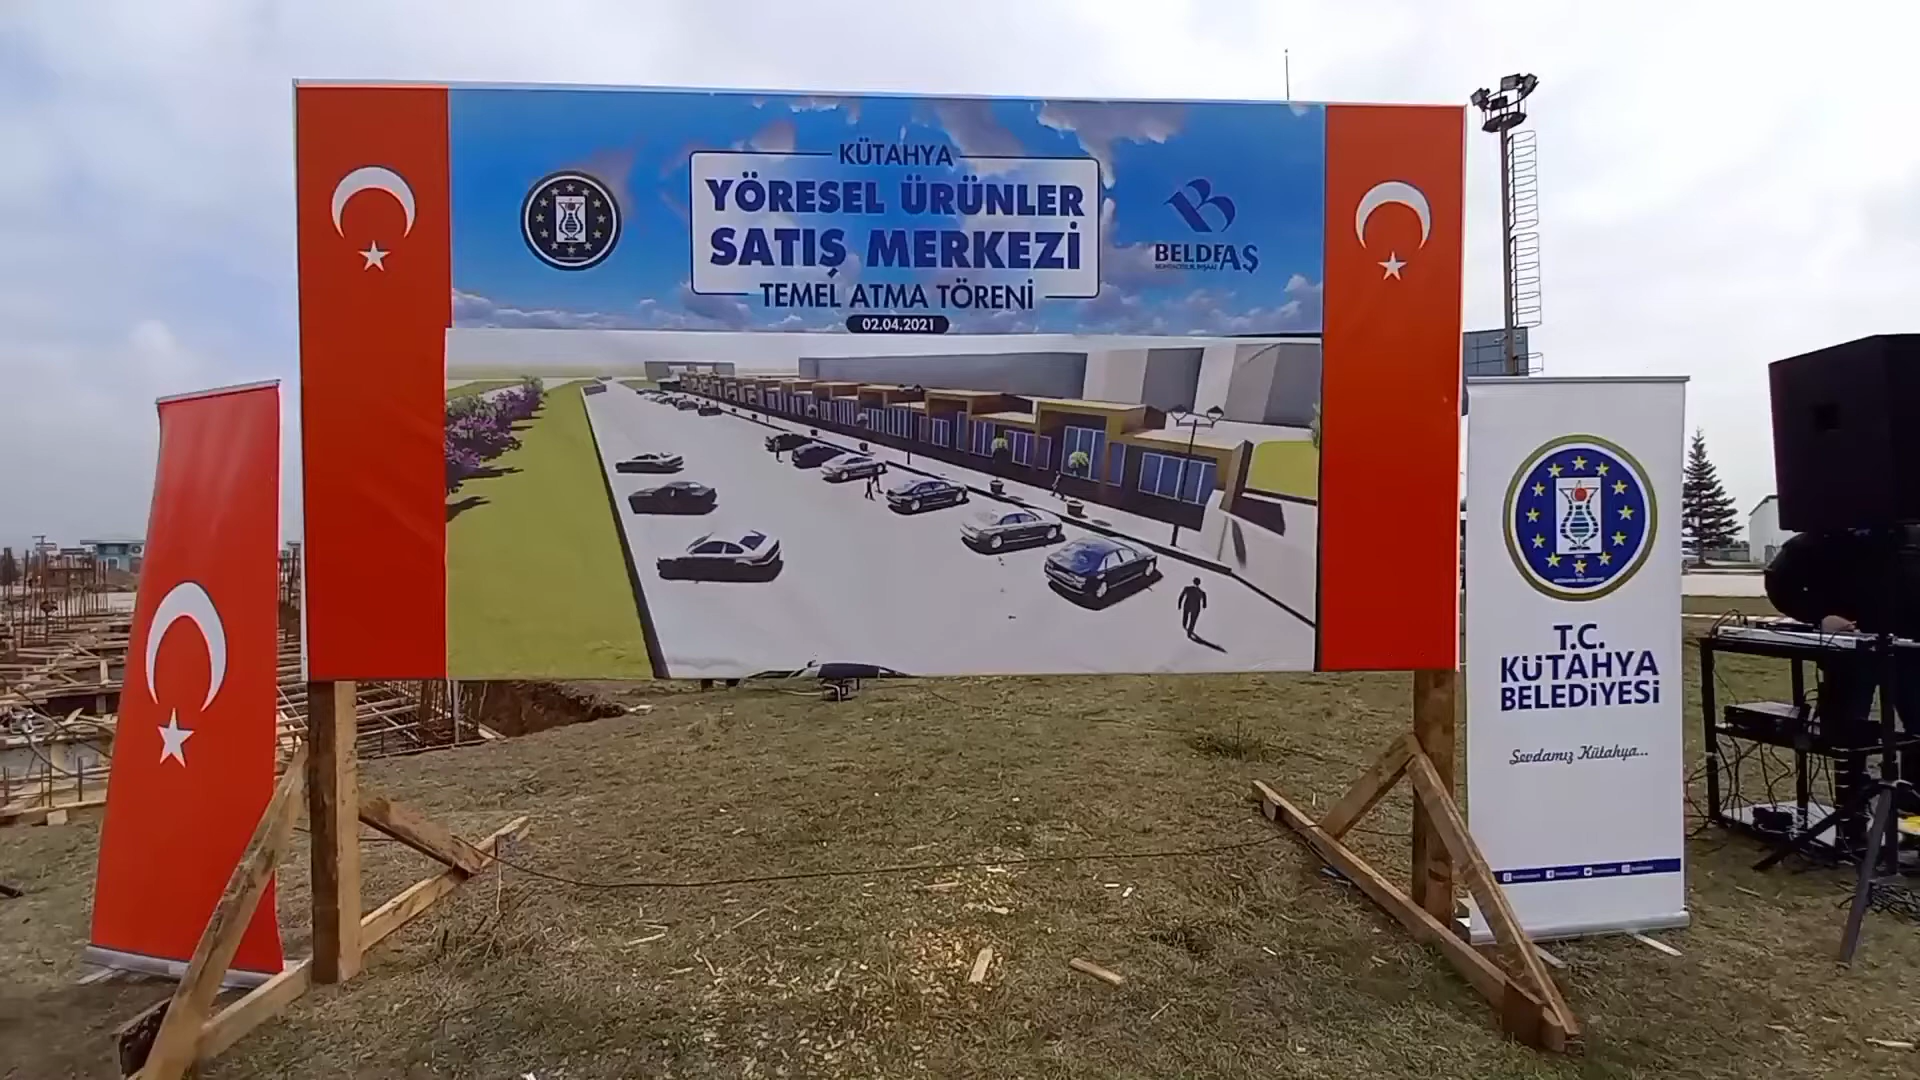 KÜTAHYA
YÖRESEL ÜRÜNLER
SATIŞ MERKEZİ
TEMEL ATMA TÖRENİ
02.04.2021
BELDEAŞ
T.C.
KÜTAHYA
BELEDİYESİ
Sevdamız Kütahya...